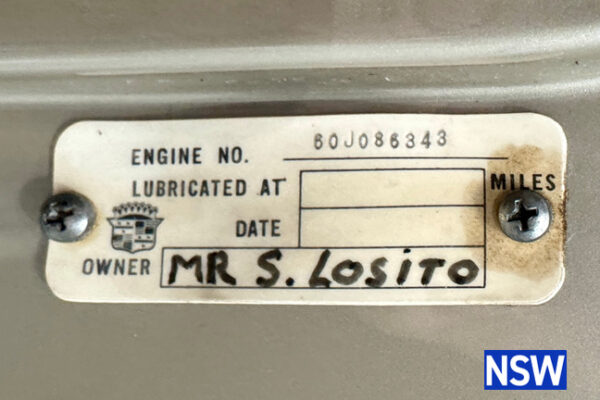 ENGINE NO. 60J086343
LUBRICATED AT MILES
DATE
OWNER MR S. LOSITO
NSW